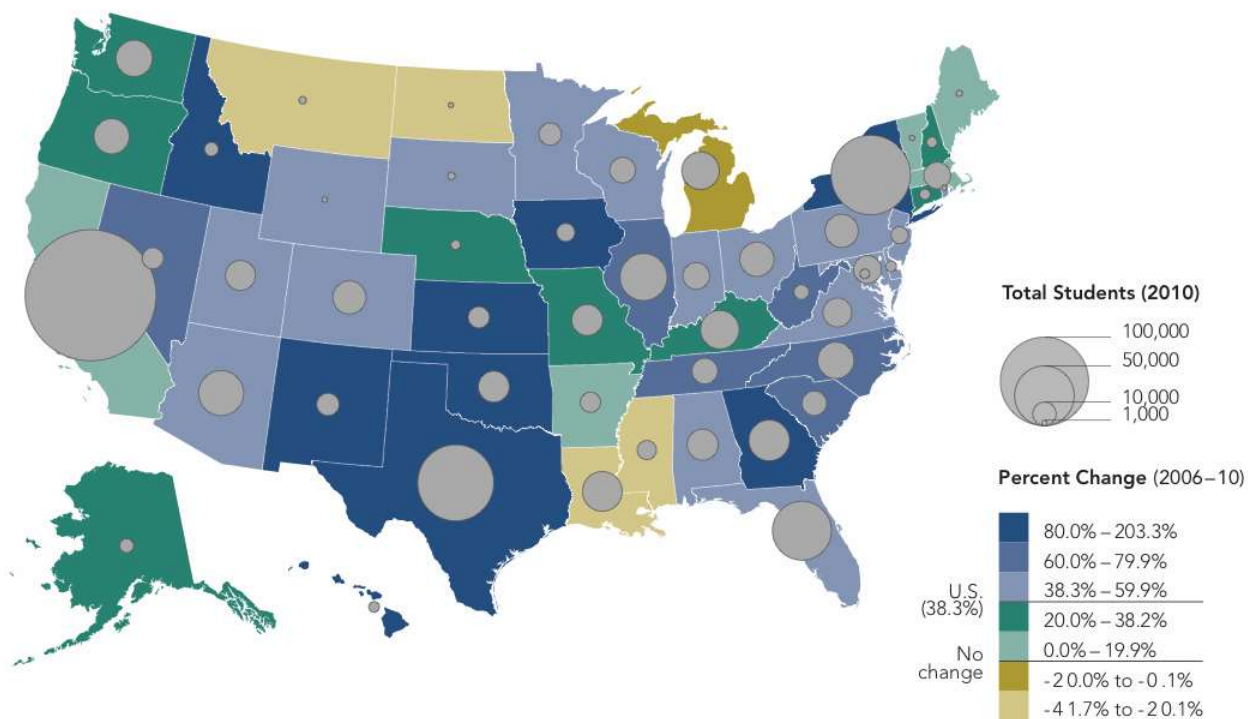 Total Students (2010)
100,000
50,000
10,000
1,000
Percent Change (2006–10)
80.0% – 203.3%
60.0% – 79.9%
38.3% – 59.9%
U.S.
(38.3%)
20.0% – 38.2%
0.0% – 19.9%
No
change
-2 0.0% to -0 .1%
-4 1.7% to -2 0.1%